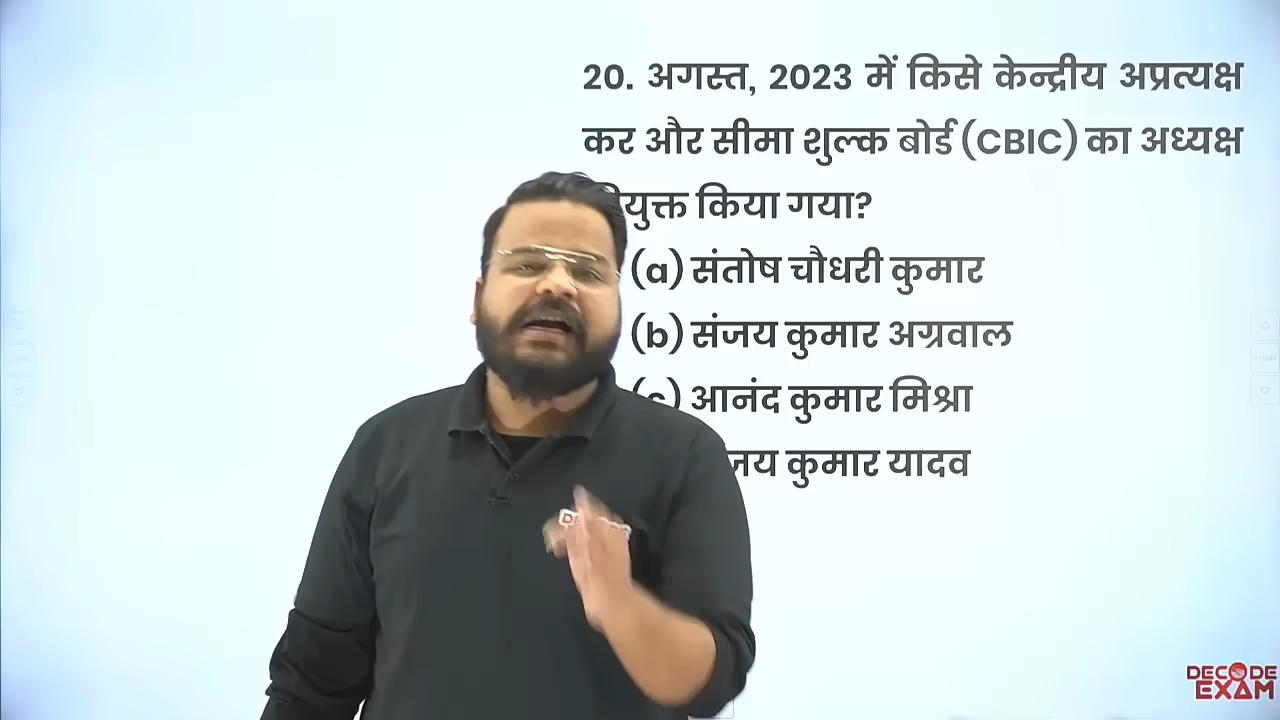 20. अगस्त, 2023 में किसे केन्द्रीय अप्रत्यक्ष
कर और सीमा शुल्क बोर्ड (CBIC) का अध्यक्ष
किया गया?
(a) संतोष चौधरी कुमार
(b) संजय कुमार अग्रवाल
आनंद कुमार मिश्रा
कुमार यादव
DECODE
EXAM